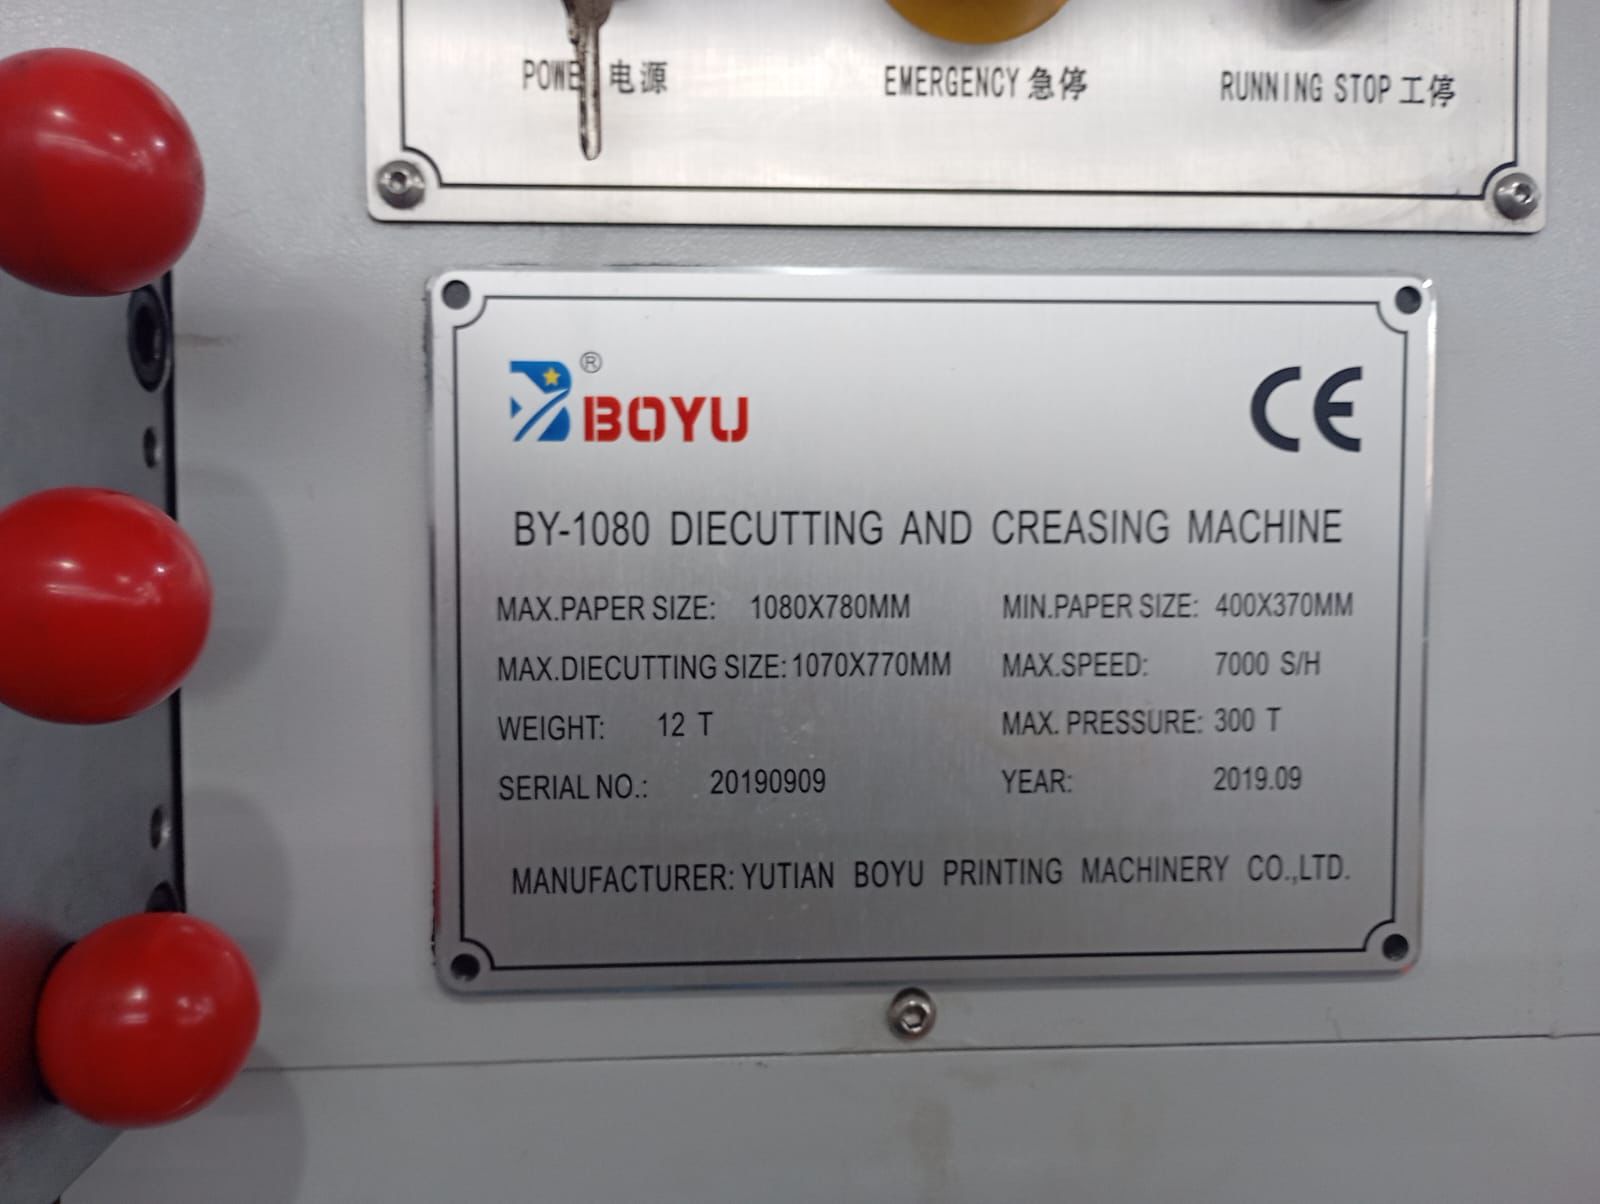 POWER 电源
EMERGENCY 急停
RUNNING STOP 工停
®
BOYU
CE
BY-1080 DIECUTTING AND CREASING MACHINE
MAX.PAPER SIZE: 1080X780MM
MIN.PAPER SIZE: 400X370MM
MAX.DIECUTTING SIZE: 1070X770MM
MAX.SPEED: 7000 S/H
WEIGHT: 12 T
MAX. PRESSURE: 300 T
SERIAL NO.: 20190909
YEAR: 2019.09
MANUFACTURER: YUTIAN BOYU PRINTING MACHINERY CO.,LTD.